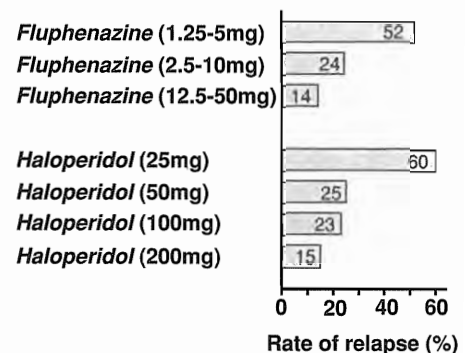 Fluphenazine (1.25-5mg) 52
Fluphenazine (2.5-10mg) 24
Fluphenazine (12.5-50mg) 14
Haloperidol (25mg) 60
Haloperidol (50mg) 25
Haloperidol (100mg) 23
Haloperidol (200mg) 15
0 20 40 60
Rate of relapse (%)